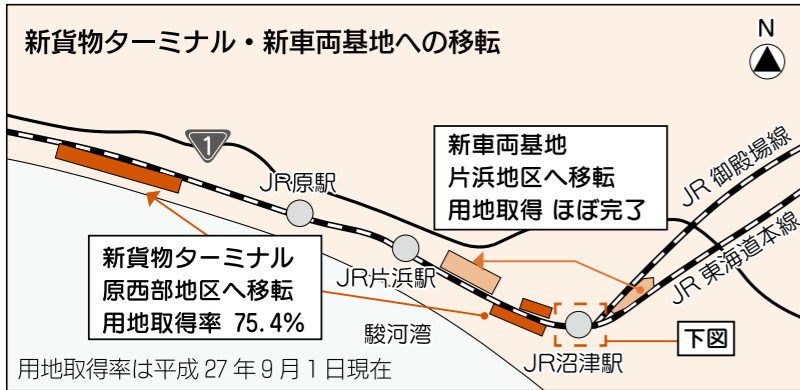 新貨物ターミナル・新車両基地への移転
N
1
新車両基地
片浜地区へ移転
用地取得 ほぼ完了
JR御殿場線
JR原駅
JR東海道本線
新貨物ターミナル
原西部地区へ移転
用地取得率 75.4%
JR片浜駅
駿河湾
下図
JR沼津駅
用地取得率は平成27年9月1日現在